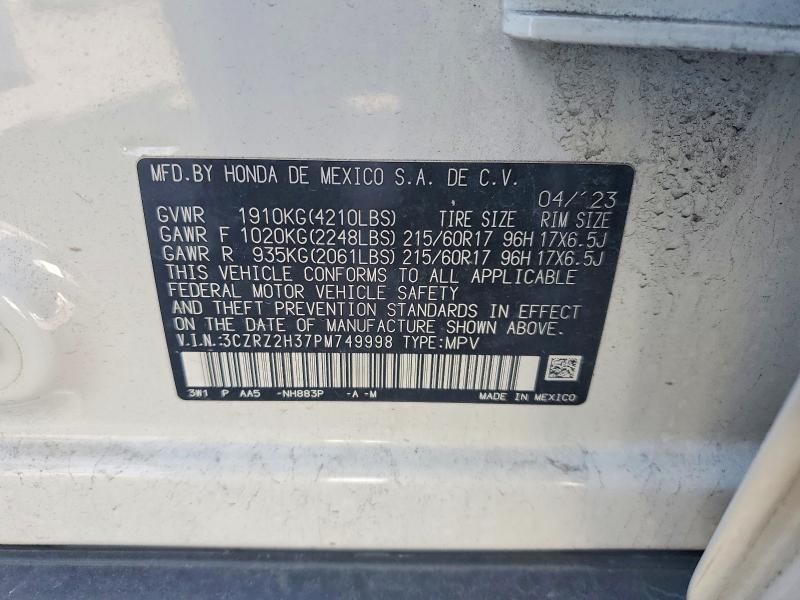 MFD.BY HONDA DE MEXICO S.A. DE C.V.
04/'23
GVWR 1910KG(4210LBS) TIRE SIZE RIM SIZE
GAWR F 1020KG(2248LBS) 215/60R17 96H 17X6.5J
GAWR R 935KG(2061LBS) 215/60R17 96H 17X6.5J
THIS VEHICLE CONFORMS TO ALL APPLICABLE
FEDERAL MOTOR VEHICLE SAFETY
AND THEFT PREVENTION STANDARDS IN EFFECT
ON THE DATE OF MANUFACTURE SHOWN ABOVE.
V.I.N.:3CZRZ2H37PM749998 TYPE:MPV
3W1 P AA5 -NH883P -A -M MADE IN MEXICO